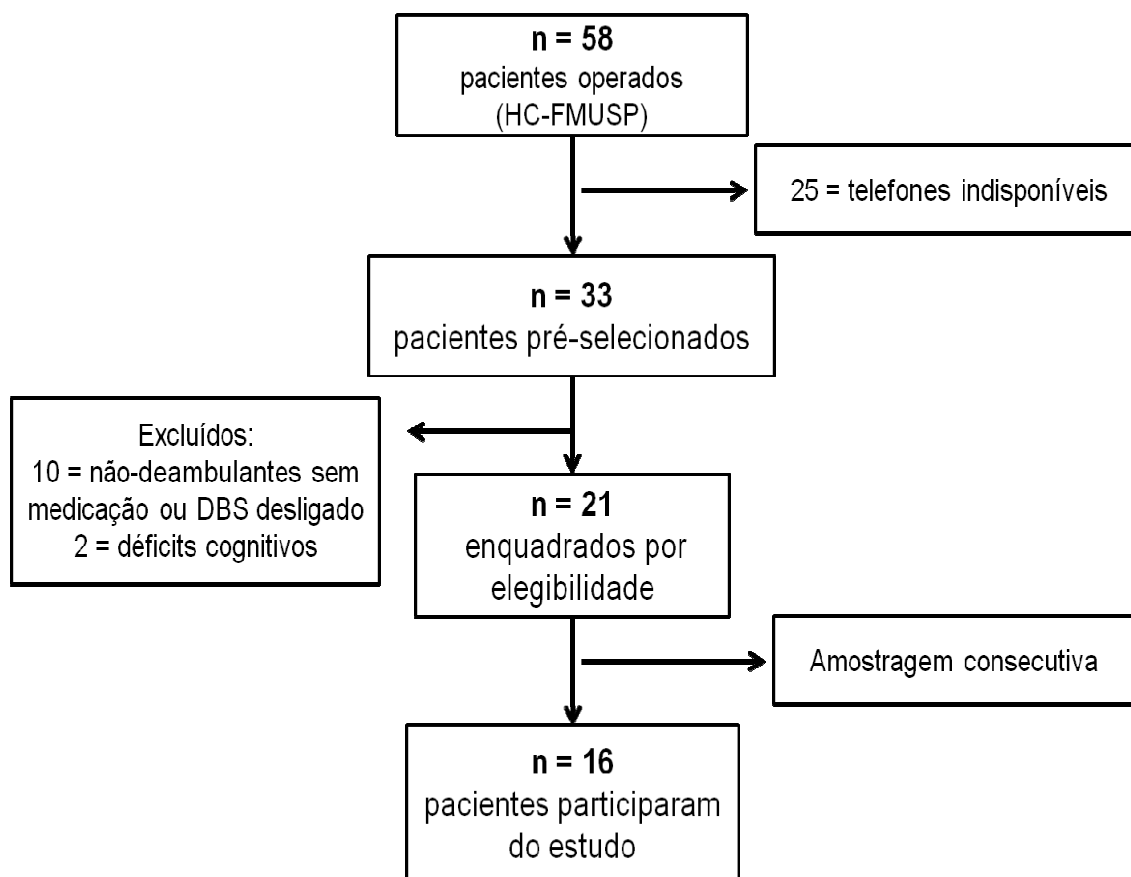 n = 58
pacientes operados
(HC-FMUSP)
25 = telefones indisponíveis
n = 33
pacientes pré-selecionados
Excluídos:
10 = não-deambulantes sem
medicação ou DBS desligado
2 = déficits cognitivos
n = 21
enquadrados por
elegibilidade
Amostragem consecutiva
n = 16
pacientes participaram
do estudo